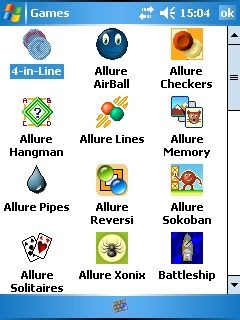 Games 15:04 ok
4-in-Line
Allure
AirBall
Allure
Checkers
A B
? 
C D
Allure
Hangman
Allure Lines
Allure
Memory
Allure Pipes
Allure
Reversi
Allure
Sokoban
Allure
Solitaires
Allure Xonix
Battleship